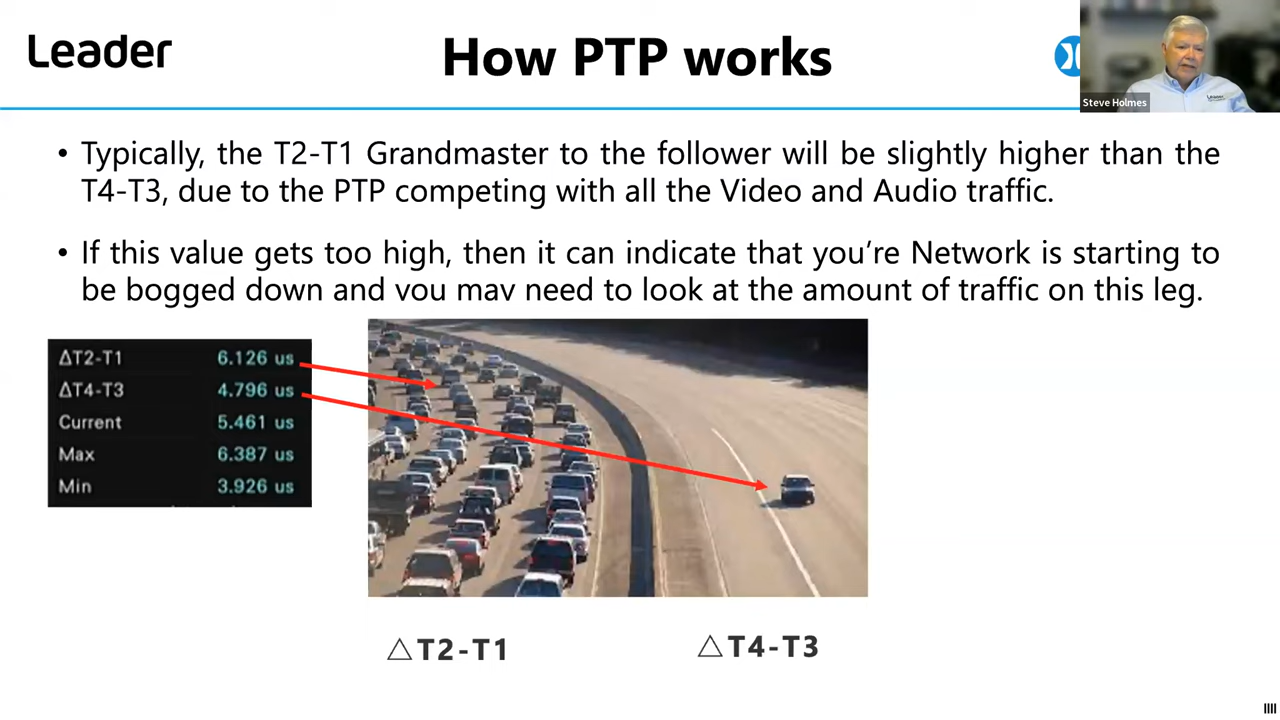 Leader
How PTP works
Steve Holmes
• Typically, the T2-T1 Grandmaster to the follower will be slightly higher than the
T4-T3, due to the PTP competing with all the Video and Audio traffic.
• If this value gets too high, then it can indicate that you’re Network is starting to
be bogged down and you may need to look at the amount of traffic on this leg.
ΔT2-T1 6.126 us
ΔT4-T3 4.796 us
Current 5.461 us
Max 6.387 us
Min 3.926 us
△T2-T1
△T4-T3